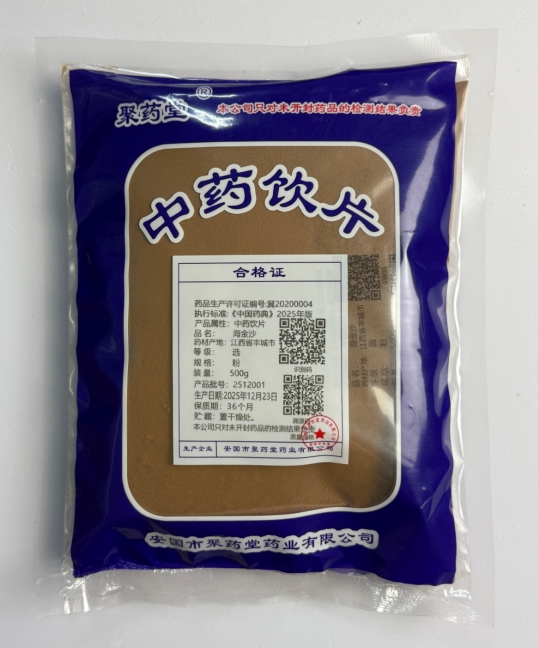 聚药堂®
本公司只对未开封药品的检测结果负责
中药饮片
合格证
药品生产许可证编号:冀20200004
执行标准:《中国药典》2025年版
产品属性: 中药饮片
品 名: 海金沙
药材产地: 江西省丰城市
等 级: 选
规 格: 粉
装 量: 500g
识别码
产品批号: 2512001
生产日期:2025年12月23日
保质期: 36个月
贮 藏: 置干燥处。
本公司只对未开封药品的检测结果负责
生产企业 安国市聚药堂药业有限公司
安国市聚药堂药业有限公司